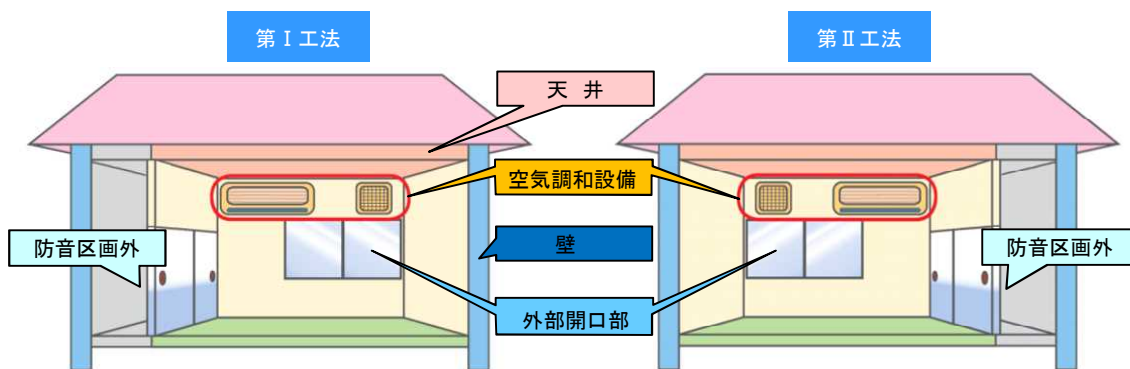 第Ⅰ工法
第Ⅱ工法
天 井
空気調和設備
防音区画外
壁
防音区画外
外部開口部